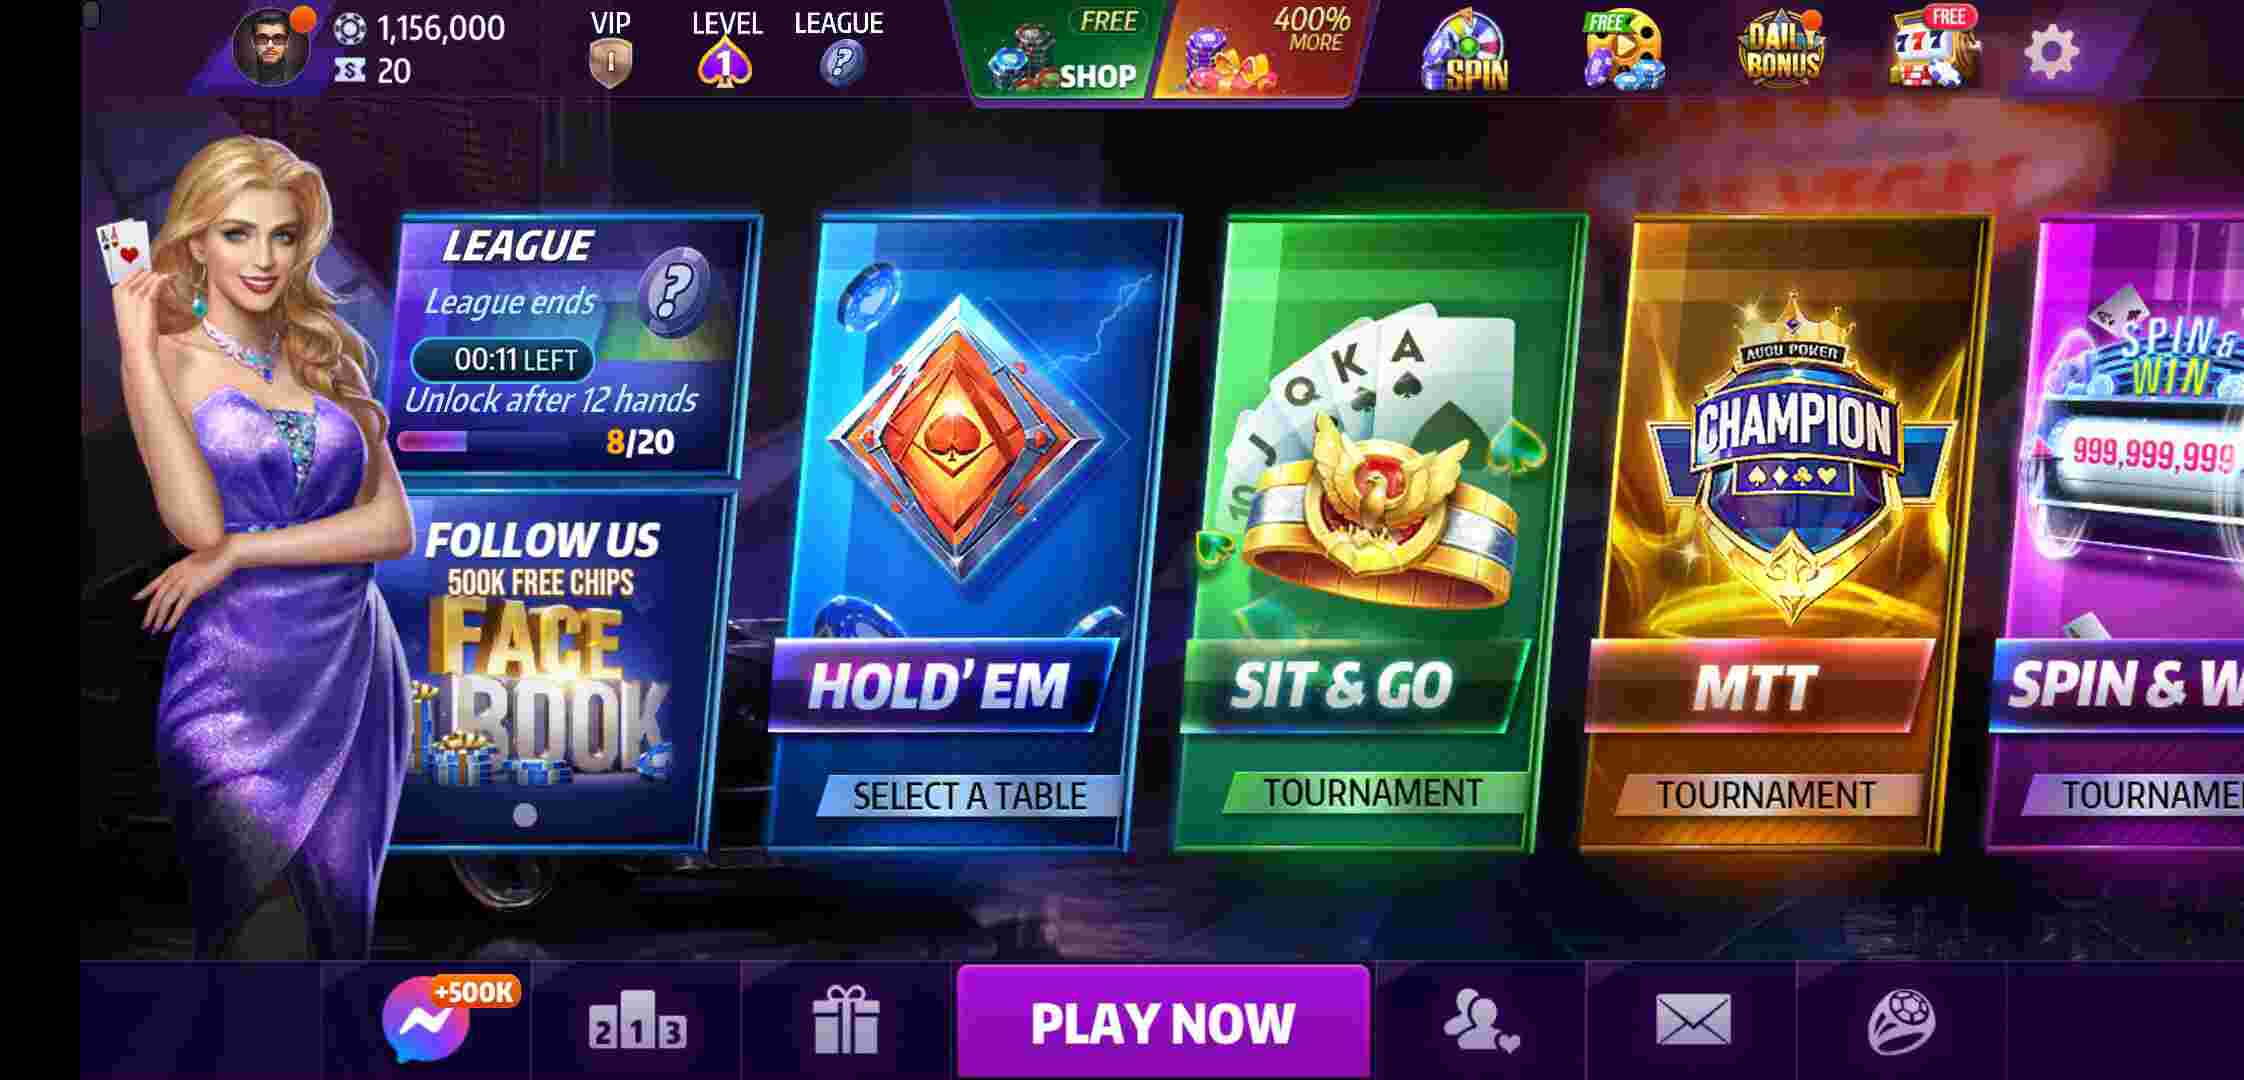 1,156,000
20
VIP
1
LEVEL
1
LEAGUE
?
FREE
SHOP
400%
MORE
SPIN
FREE
DAILY
BONUS
FREE
777
LEAGUE
League ends
?
00:11 LEFT
Unlock after 12 hands
8/20
FOLLOW US
500K FREE CHIPS
FACE
BOOK
HOLD'EM
SELECT A TABLE
A
K
Q
J
10
SIT & GO
TOURNAMENT
CHAMPION
MTT
TOURNAMENT
SPIN &
WIN
999,999,999
SPIN & W
TOURNAME
+500K
2 1 3
PLAY NOW